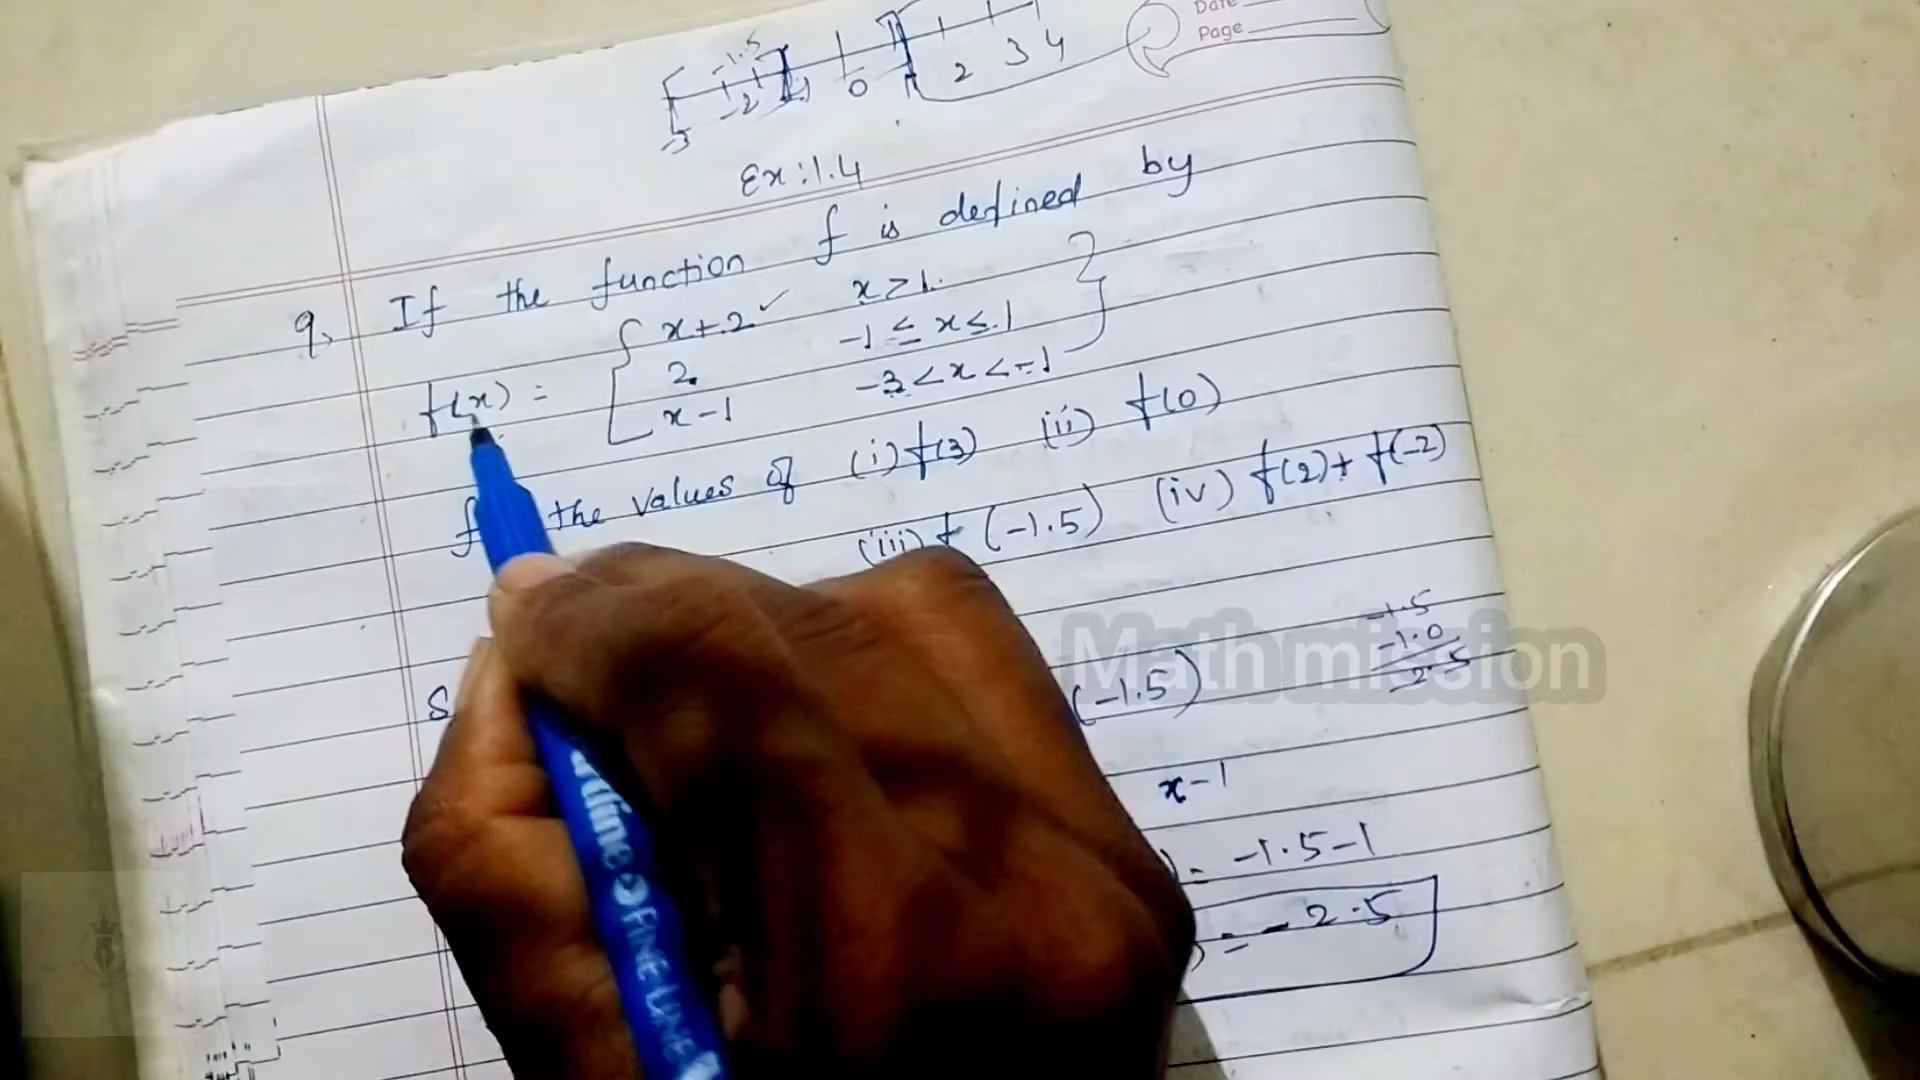 Date
Page
-1.5
-3 -2 -1 0 1 2 3 4
Ex:1.4
9. If the function f is defined by
f(x) = { x+2 ✓ x>1
2 -1≤x≤1
x-1 -3<x<-1 }
the values of (i) f(3) (ii) f(0)
(iii) f(-1.5) (iv) f(2)+f(-2)
-1.5
-1.0
2.5
Math mission
S
(-1.5)
x-1
) = -1.5-1
) = -2.5
FINE LINE